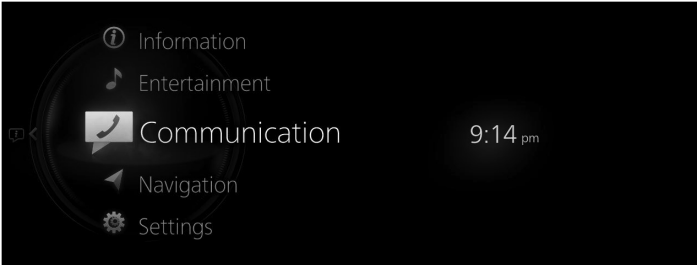 Information
Entertainment
Communication
9:14 pm
Navigation
Settings